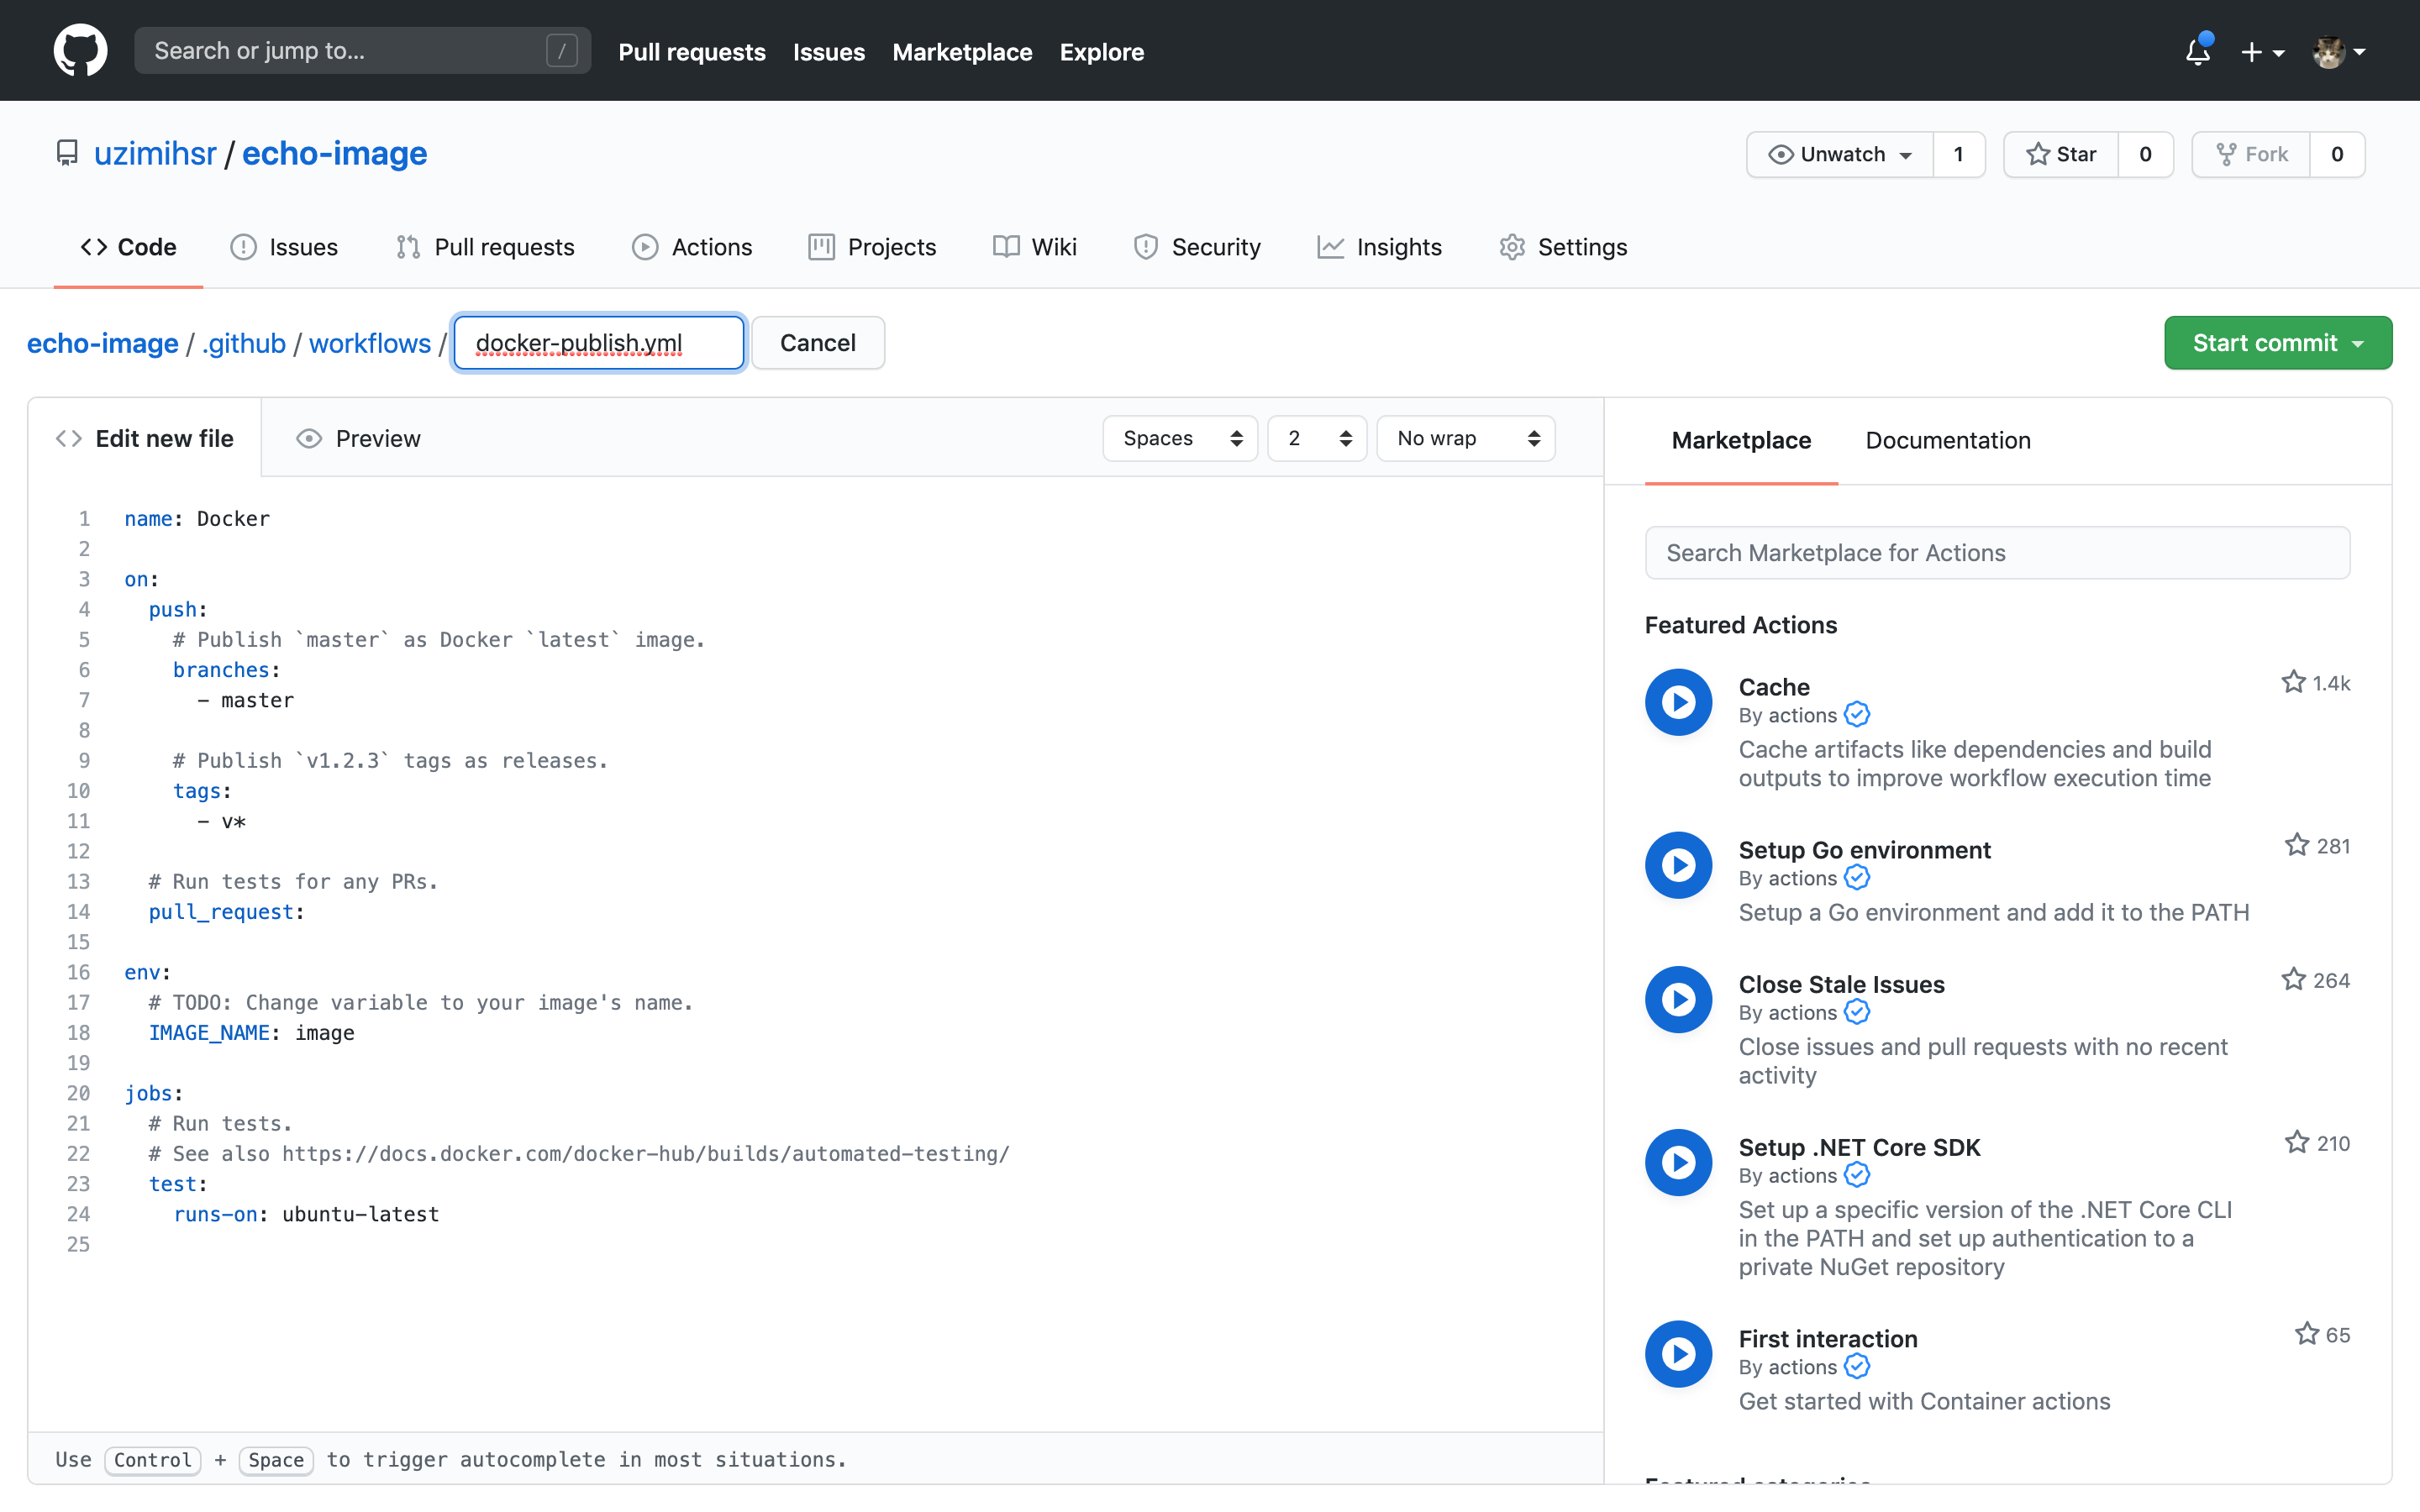 Search or jump to... /
Pull requests Issues Marketplace Explore
uzimihsr / echo-image
Unwatch 1 Star 0 Fork 0
Code Issues Pull requests Actions Projects Wiki Security Insights Settings
echo-image / .github / workflows / docker-publish.yml Cancel Start commit
Edit new file Preview Spaces 2 No wrap
1 name: Docker
2
3 on:
4 push:
5 # Publish `master` as Docker `latest` image.
6 branches:
7 - master
8
9 # Publish `v1.2.3` tags as releases.
10 tags:
11 - v*
12
13 # Run tests for any PRs.
14 pull_request:
15
16 env:
17 # TODO: Change variable to your image's name.
18 IMAGE_NAME: image
19
20 jobs:
21 # Run tests.
22 # See also https://docs.docker.com/docker-hub/builds/automated-testing/
23 test:
24 runs-on: ubuntu-latest
25
Use Control + Space to trigger autocomplete in most situations.
Marketplace Documentation
Search Marketplace for Actions
Featured Actions
Cache 1.4k
By actions
Cache artifacts like dependencies and build
outputs to improve workflow execution time
Setup Go environment 281
By actions
Setup a Go environment and add it to the PATH
Close Stale Issues 264
By actions
Close issues and pull requests with no recent
activity
Setup .NET Core SDK 210
By actions
Set up a specific version of the .NET Core CLI
in the PATH and set up authentication to a
private NuGet repository
First interaction 65
By actions
Get started with Container actions
Featured categories